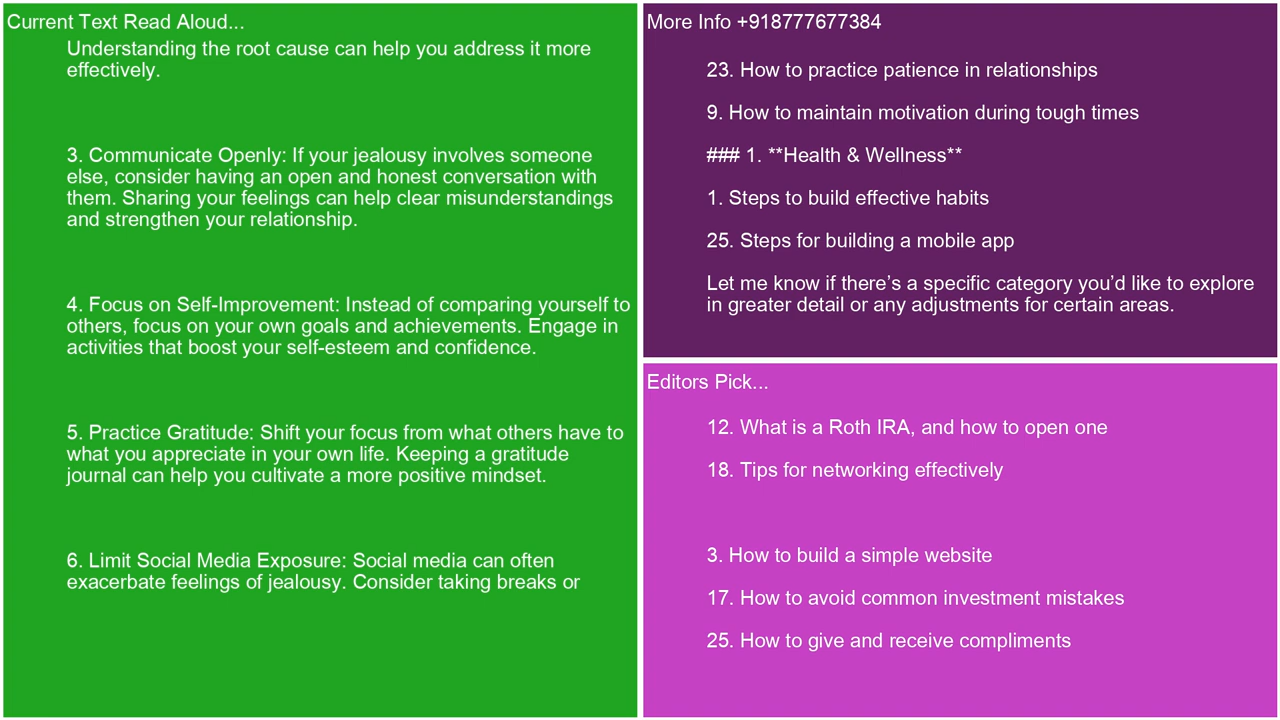 Current Text Read Aloud...
Understanding the root cause can help you address it more
effectively.
3. Communicate Openly: If your jealousy involves someone
else, consider having an open and honest conversation with
them. Sharing your feelings can help clear misunderstandings
and strengthen your relationship.
4. Focus on Self-Improvement: Instead of comparing yourself to
others, focus on your own goals and achievements. Engage in
activities that boost your self-esteem and confidence.
5. Practice Gratitude: Shift your focus from what others have to
what you appreciate in your own life. Keeping a gratitude
journal can help you cultivate a more positive mindset.
6. Limit Social Media Exposure: Social media can often
exacerbate feelings of jealousy. Consider taking breaks or
More Info +918777677384
23. How to practice patience in relationships
9. How to maintain motivation during tough times
### 1. **Health & Wellness**
1. Steps to build effective habits
25. Steps for building a mobile app
Let me know if there’s a specific category you’d like to explore
in greater detail or any adjustments for certain areas.
Editors Pick...
12. What is a Roth IRA, and how to open one
18. Tips for networking effectively
3. How to build a simple website
17. How to avoid common investment mistakes
25. How to give and receive compliments